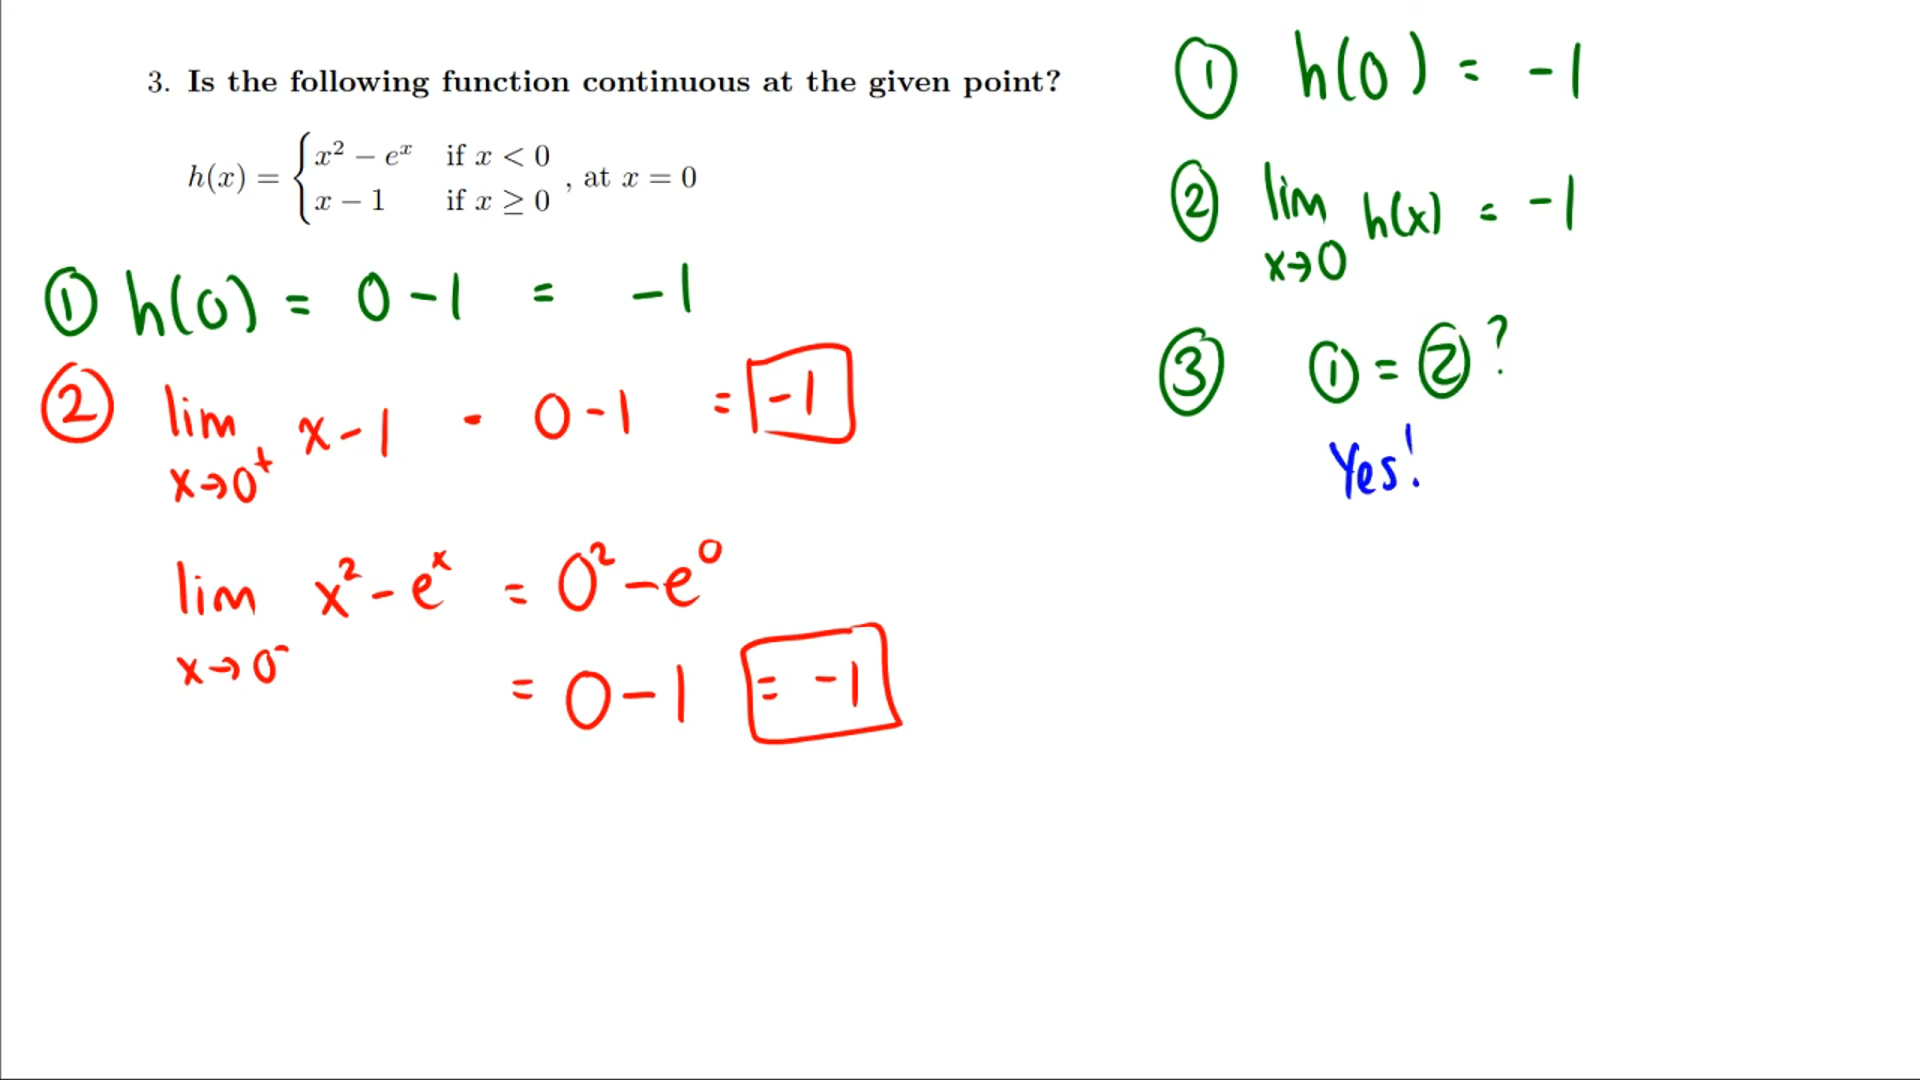 3. Is the following function continuous at the given point?
h(x) = { x² − eˣ if x < 0
x − 1 if x ≥ 0 , at x = 0
① h(0) = 0 - 1 = -1
② lim x→0⁺ x - 1 - 0 - 1 = -1
lim x→0⁻ x² - eˣ = 0² - e⁰
= 0 - 1 = -1
① h(0) = -1
② lim x→0 h(x) = -1
③ ① = ② ?
Yes!